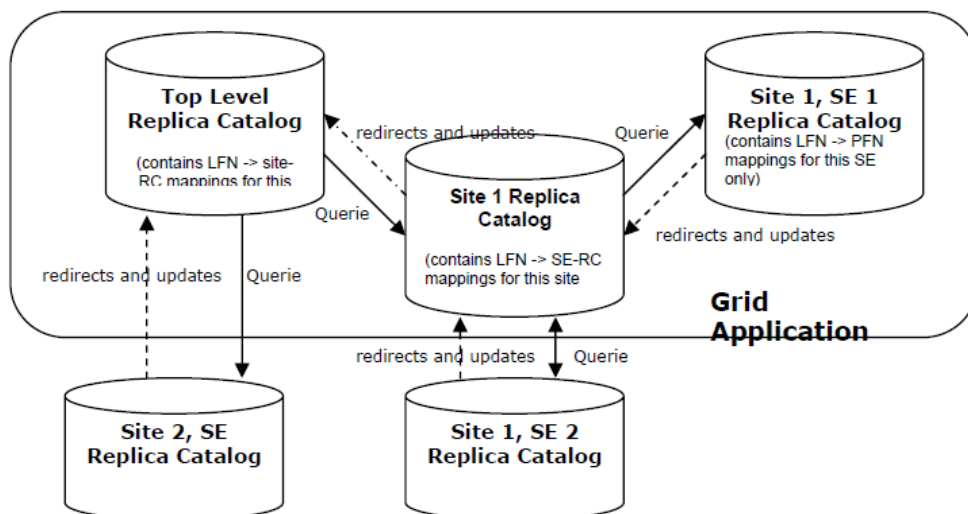 Top Level
Replica Catalog
(contains LFN -> site-
RC mappings for this
redirects and updates
Querie
Site 1, SE 1
Replica Catalog
(contains LFN -> PFN
mappings for this SE
only)
Querie
Site 1 Replica
Catalog
(contains LFN -> SE-RC
mappings for this site
redirects and updates
redirects and updates
Querie
Grid
Application
redirects and updates
Querie
Site 2, SE
Replica Catalog
Site 1, SE 2
Replica Catalog